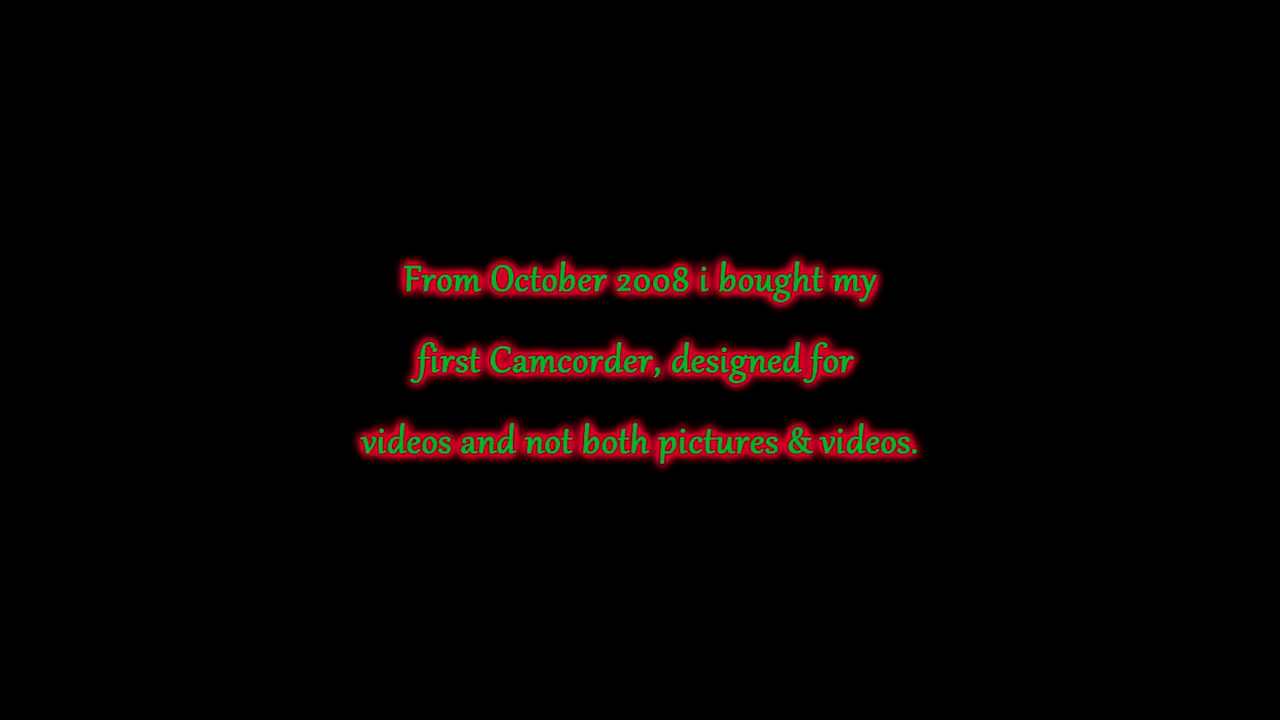 From October 2008 i bought my
first Camcorder, designed for
videos and not both pictures & videos.